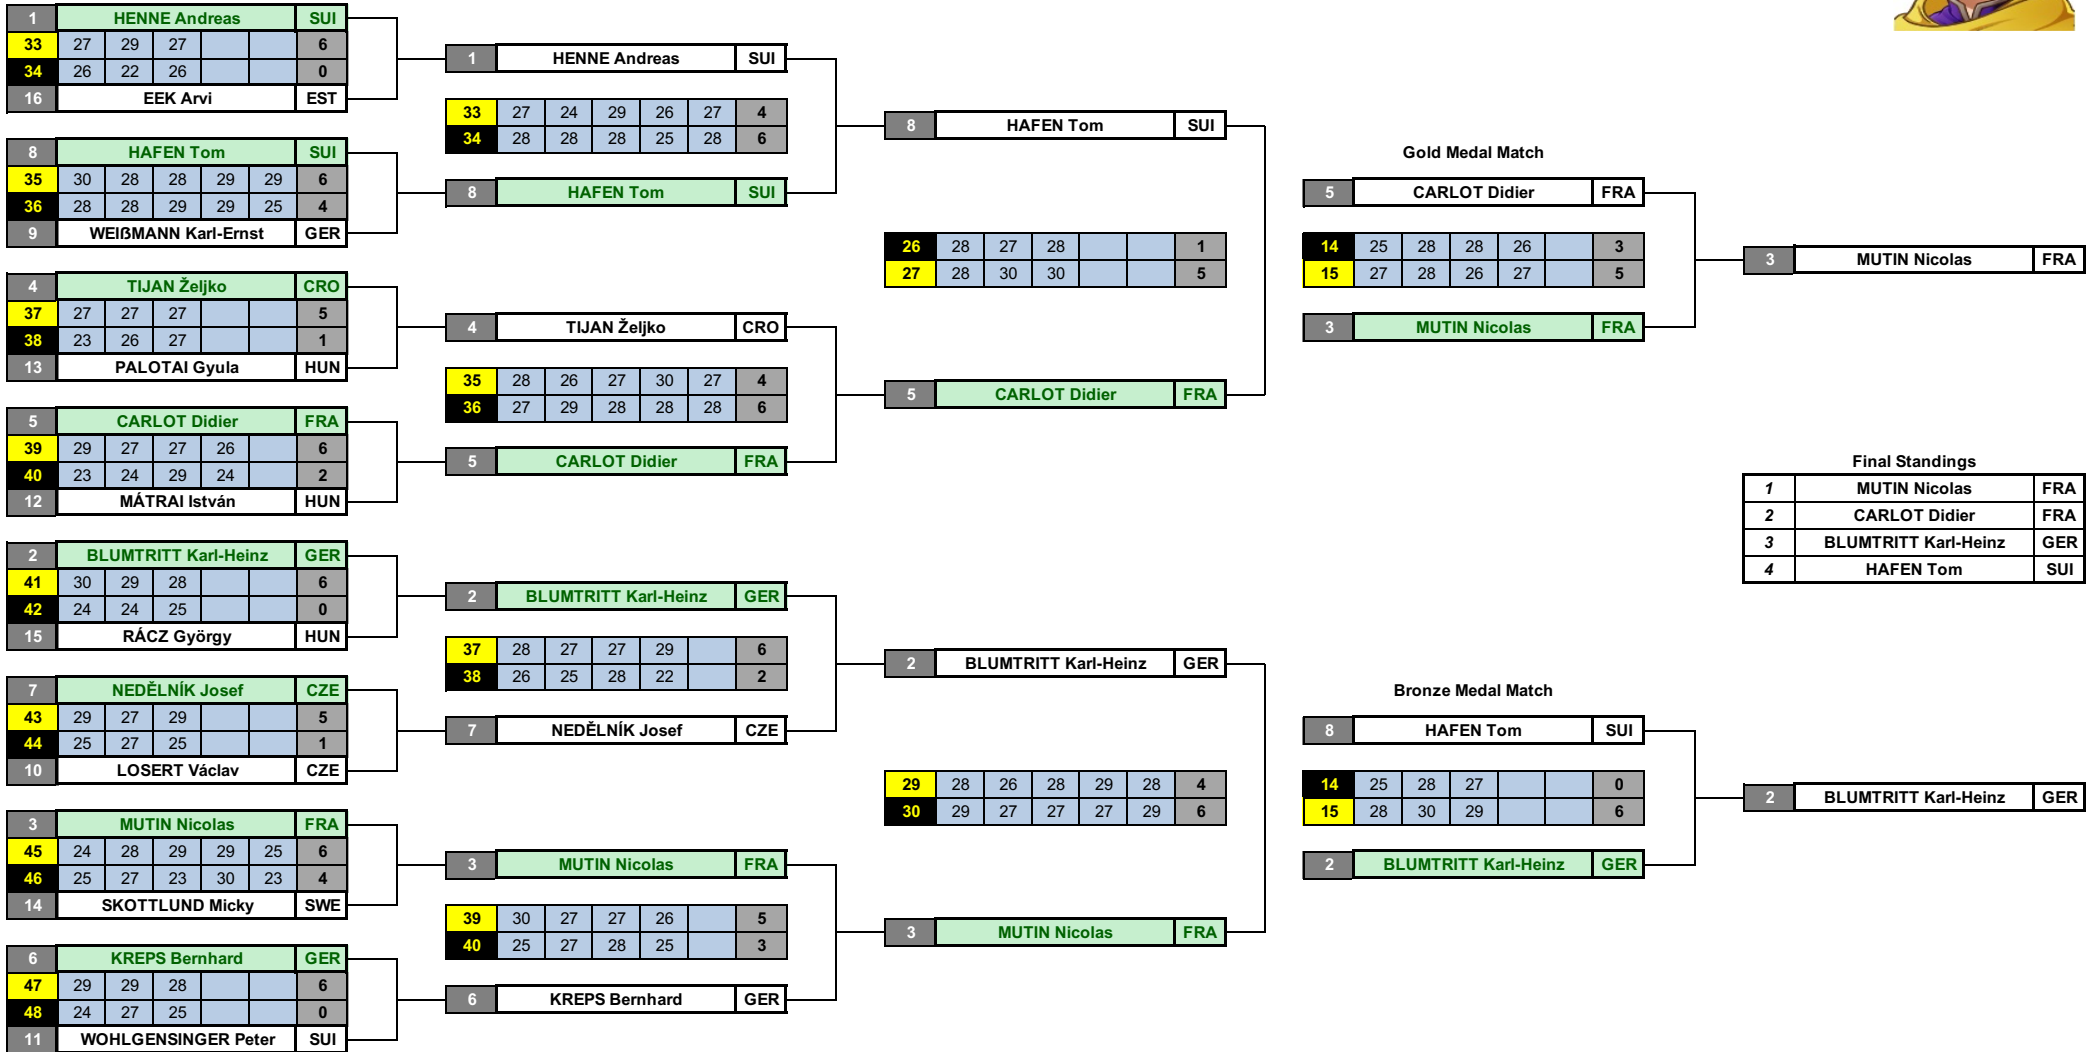 1 HENNE Andreas SUI
33 27 29 27 6
34 26 22 26 0
16 EEK Arvi EST
8 HAFEN Tom SUI
35 30 28 28 29 29 6
36 28 28 29 29 25 4
9 WEIßMANN Karl-Ernst GER
4 TIJAN Željko CRO
37 27 27 27 5
38 23 26 27 1
13 PALOTAI Gyula HUN
5 CARLOT Didier FRA
39 29 27 27 26 6
40 23 24 29 24 2
12 MÁTRAI István HUN
2 BLUMTRITT Karl-Heinz GER
41 30 29 28 6
42 24 24 25 0
15 RÁCZ György HUN
7 NEDĚLNÍK Josef CZE
43 29 27 29 5
44 25 27 25 1
10 LOSERT Václav CZE
3 MUTIN Nicolas FRA
45 24 28 29 29 25 6
46 25 27 23 30 23 4
14 SKOTTLUND Micky SWE
6 KREPS Bernhard GER
47 29 29 28 6
48 24 27 25 0
11 WOHLGENSINGER Peter SUI
1 HENNE Andreas SUI
33 27 24 29 26 27 4
34 28 28 28 25 28 6
8 HAFEN Tom SUI
4 TIJAN Željko CRO
35 28 26 27 30 27 4
36 27 29 28 28 28 6
5 CARLOT Didier FRA
2 BLUMTRITT Karl-Heinz GER
37 28 27 27 29 6
38 26 25 28 22 2
7 NEDĚLNÍK Josef CZE
3 MUTIN Nicolas FRA
39 30 27 27 26 5
40 25 27 28 25 3
6 KREPS Bernhard GER
8 HAFEN Tom SUI
26 28 27 28 1
27 28 30 30 5
5 CARLOT Didier FRA
2 BLUMTRITT Karl-Heinz GER
29 28 26 28 29 28 4
30 29 27 27 27 29 6
3 MUTIN Nicolas FRA
Gold Medal Match
5 CARLOT Didier FRA
14 25 28 28 26 3
15 27 28 26 27 5
3 MUTIN Nicolas FRA
Bronze Medal Match
8 HAFEN Tom SUI
14 25 28 27 0
15 28 30 29 6
2 BLUMTRITT Karl-Heinz GER
3 MUTIN Nicolas FRA
Final Standings
1 MUTIN Nicolas FRA
2 CARLOT Didier FRA
3 BLUMTRITT Karl-Heinz GER
4 HAFEN Tom SUI
2 BLUMTRITT Karl-Heinz GER